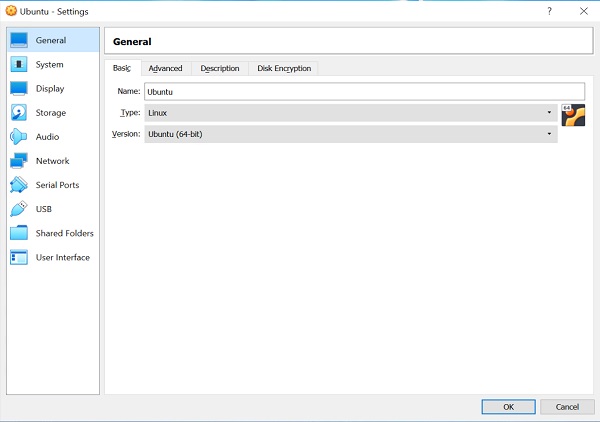 Ubuntu - Settings
?
General
System
Display
Storage
Audio
Network
Serial Ports
USB
Shared Folders
User Interface
General
Basic
Advanced
Description
Disk Encryption
Name: Ubuntu
Type: Linux
64
Version: Ubuntu (64-bit)
OK
Cancel